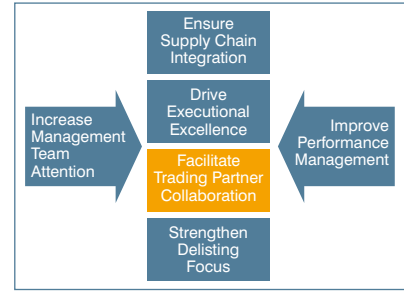 Ensure
Supply Chain
Integration
Drive
Executional
Excellence
Increase
Management
Team
Attention
Facilitate
Trading Partner
Collaboration
Improve
Performance
Management
Strengthen
Delisting
Focus